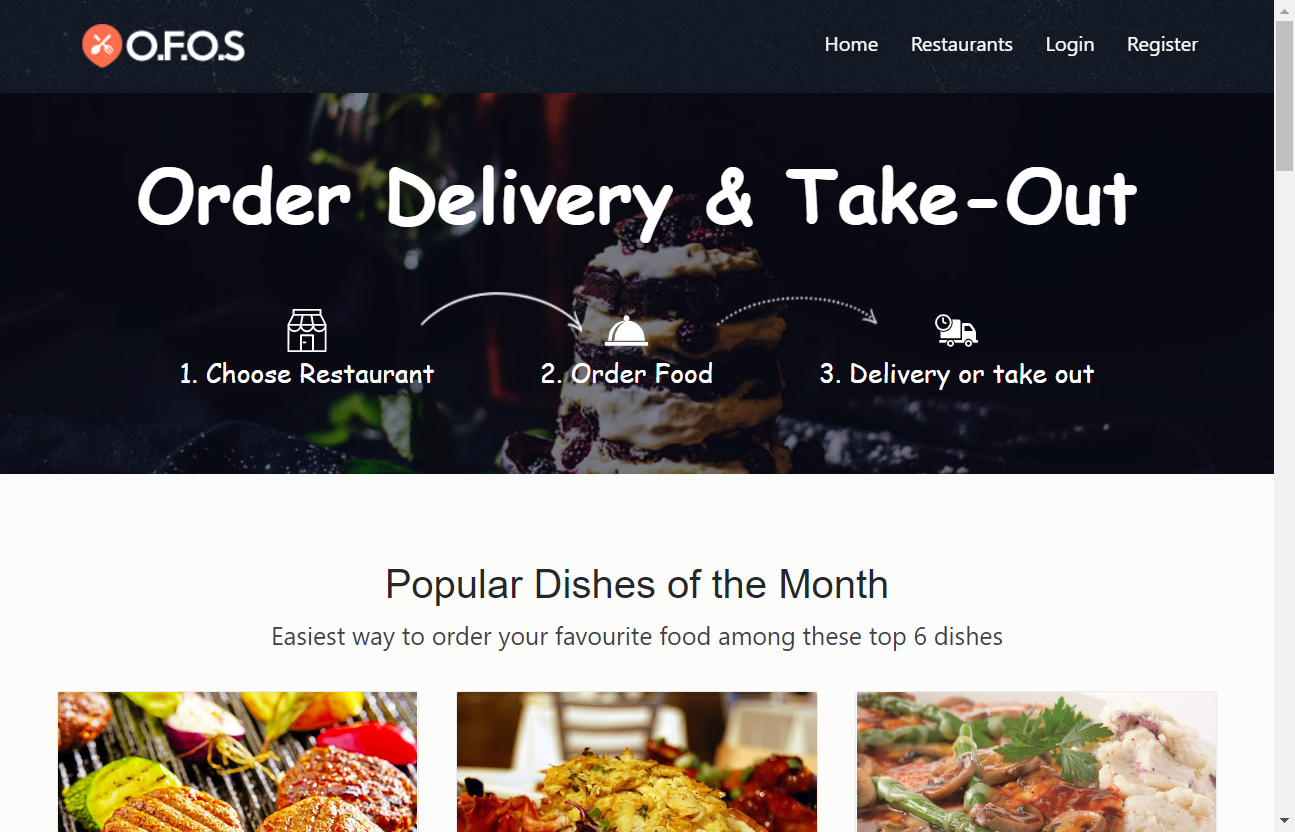 O.F.O.S
Home
Restaurants
Login
Register
Order Delivery & Take-Out
1. Choose Restaurant
2. Order Food
3. Delivery or take out
Popular Dishes of the Month
Easiest way to order your favourite food among these top 6 dishes